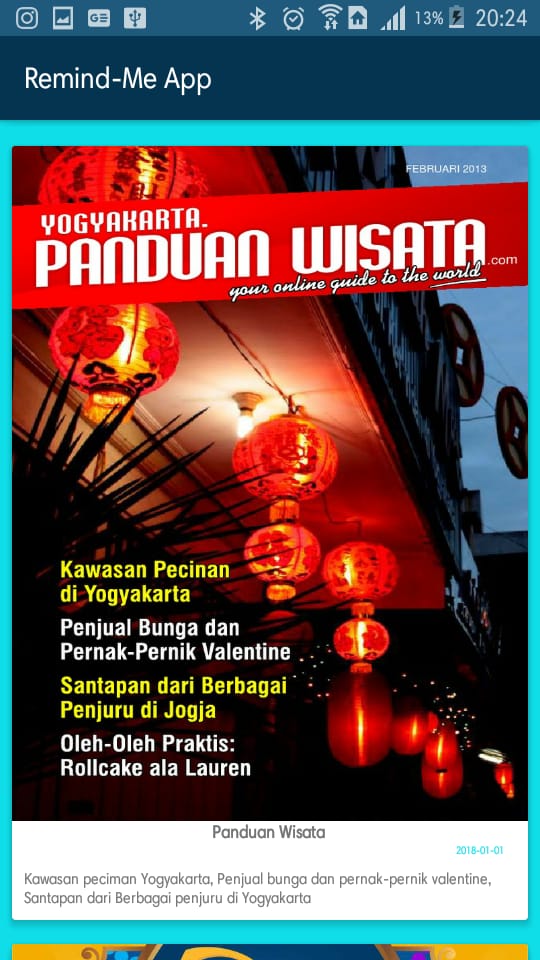 13% 20:24
Remind-Me App
FEBRUARI 2013
YOGYAKARTA.
PANDUAN WISATA.com
your online guide to the world
Kawasan Pecinan
di Yogyakarta
Penjual Bunga dan
Pernak-Pernik Valentine
Santapan dari Berbagai
Penjuru di Jogja
Oleh-Oleh Praktis:
Rollcake ala Lauren
Panduan Wisata
2018-01-01
Kawasan peciman Yogyakarta, Penjual bunga dan pernak-pernik valentine,
Santapan dari Berbagai penjuru di Yogyakarta